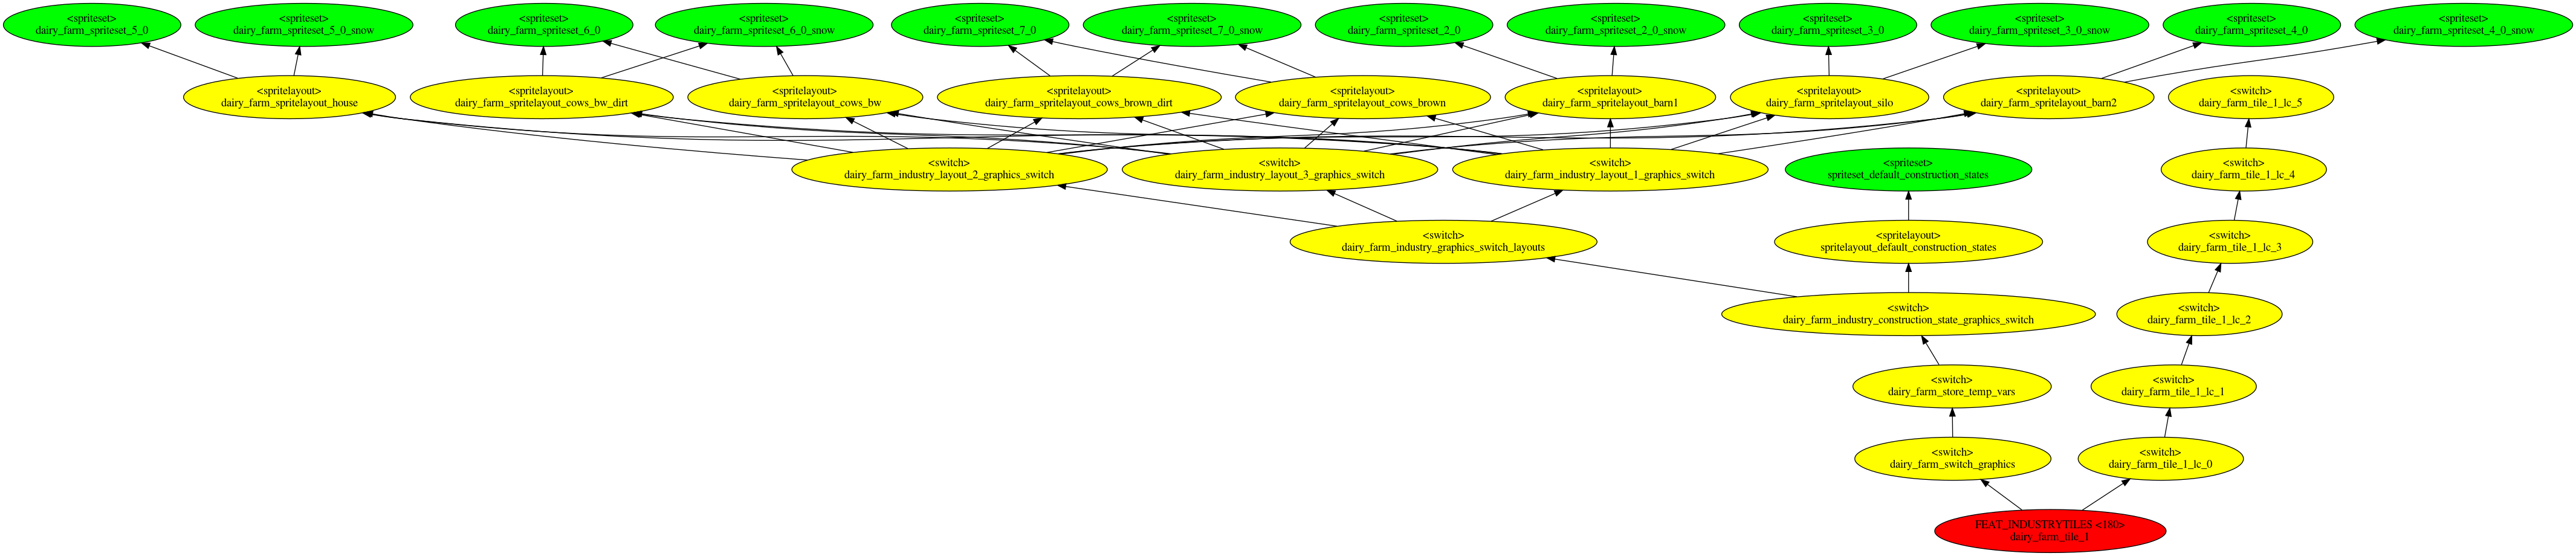 <spriteset>
dairy_farm_spriteset_5_0
<spriteset>
dairy_farm_spriteset_5_0_snow
<spriteset>
dairy_farm_spriteset_6_0
<spriteset>
dairy_farm_spriteset_6_0_snow
<spriteset>
dairy_farm_spriteset_7_0
<spriteset>
dairy_farm_spriteset_7_0_snow
<spriteset>
dairy_farm_spriteset_2_0
<spriteset>
dairy_farm_spriteset_2_0_snow
<spriteset>
dairy_farm_spriteset_3_0
<spriteset>
dairy_farm_spriteset_3_0_snow
<spriteset>
dairy_farm_spriteset_4_0
<spriteset>
dairy_farm_spriteset_4_0_snow
<spritelayout>
dairy_farm_spritelayout_house
<spritelayout>
dairy_farm_spritelayout_cows_bw_dirt
<spritelayout>
dairy_farm_spritelayout_cows_bw
<spritelayout>
dairy_farm_spritelayout_cows_brown_dirt
<spritelayout>
dairy_farm_spritelayout_cows_brown
<spritelayout>
dairy_farm_spritelayout_barn1
<spritelayout>
dairy_farm_spritelayout_silo
<spritelayout>
dairy_farm_spritelayout_barn2
<switch>
dairy_farm_tile_1_lc_5
<switch>
dairy_farm_industry_layout_2_graphics_switch
<switch>
dairy_farm_industry_layout_3_graphics_switch
<switch>
dairy_farm_industry_layout_1_graphics_switch
<spriteset>
spriteset_default_construction_states
<switch>
dairy_farm_tile_1_lc_4
<switch>
dairy_farm_industry_graphics_switch_layouts
<spritelayout>
spritelayout_default_construction_states
<switch>
dairy_farm_tile_1_lc_3
<switch>
dairy_farm_industry_construction_state_graphics_switch
<switch>
dairy_farm_tile_1_lc_2
<switch>
dairy_farm_store_temp_vars
<switch>
dairy_farm_tile_1_lc_1
<switch>
dairy_farm_switch_graphics
<switch>
dairy_farm_tile_1_lc_0
FEAT_INDUSTRYTILES <180>
dairy_farm_tile_1